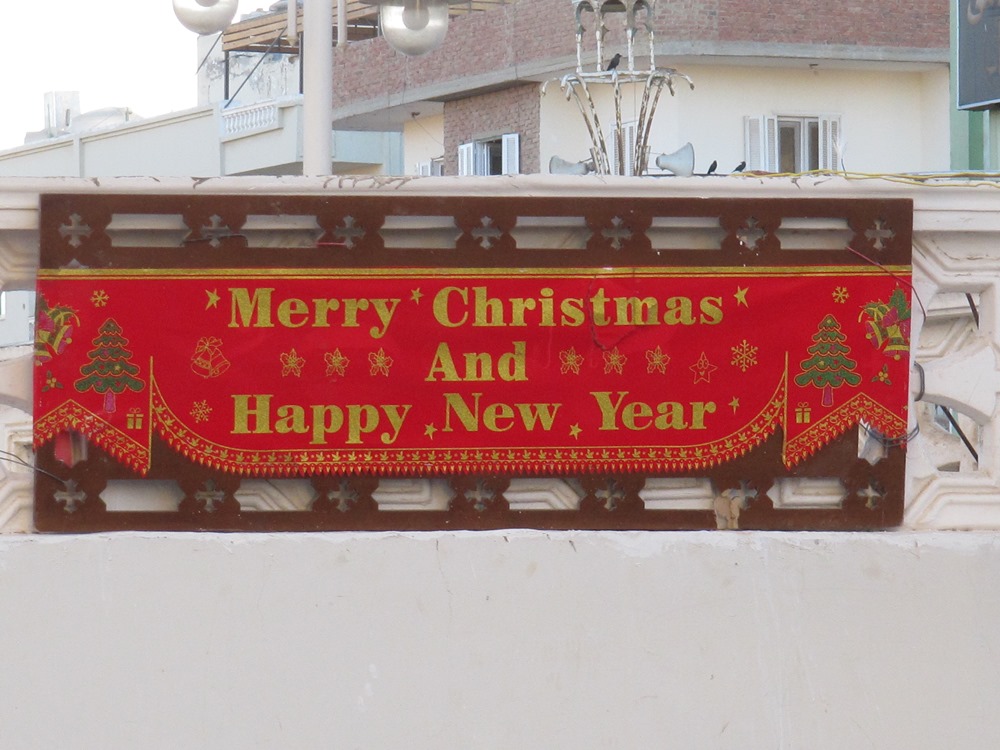 Merry Christmas
And
Happy New Year